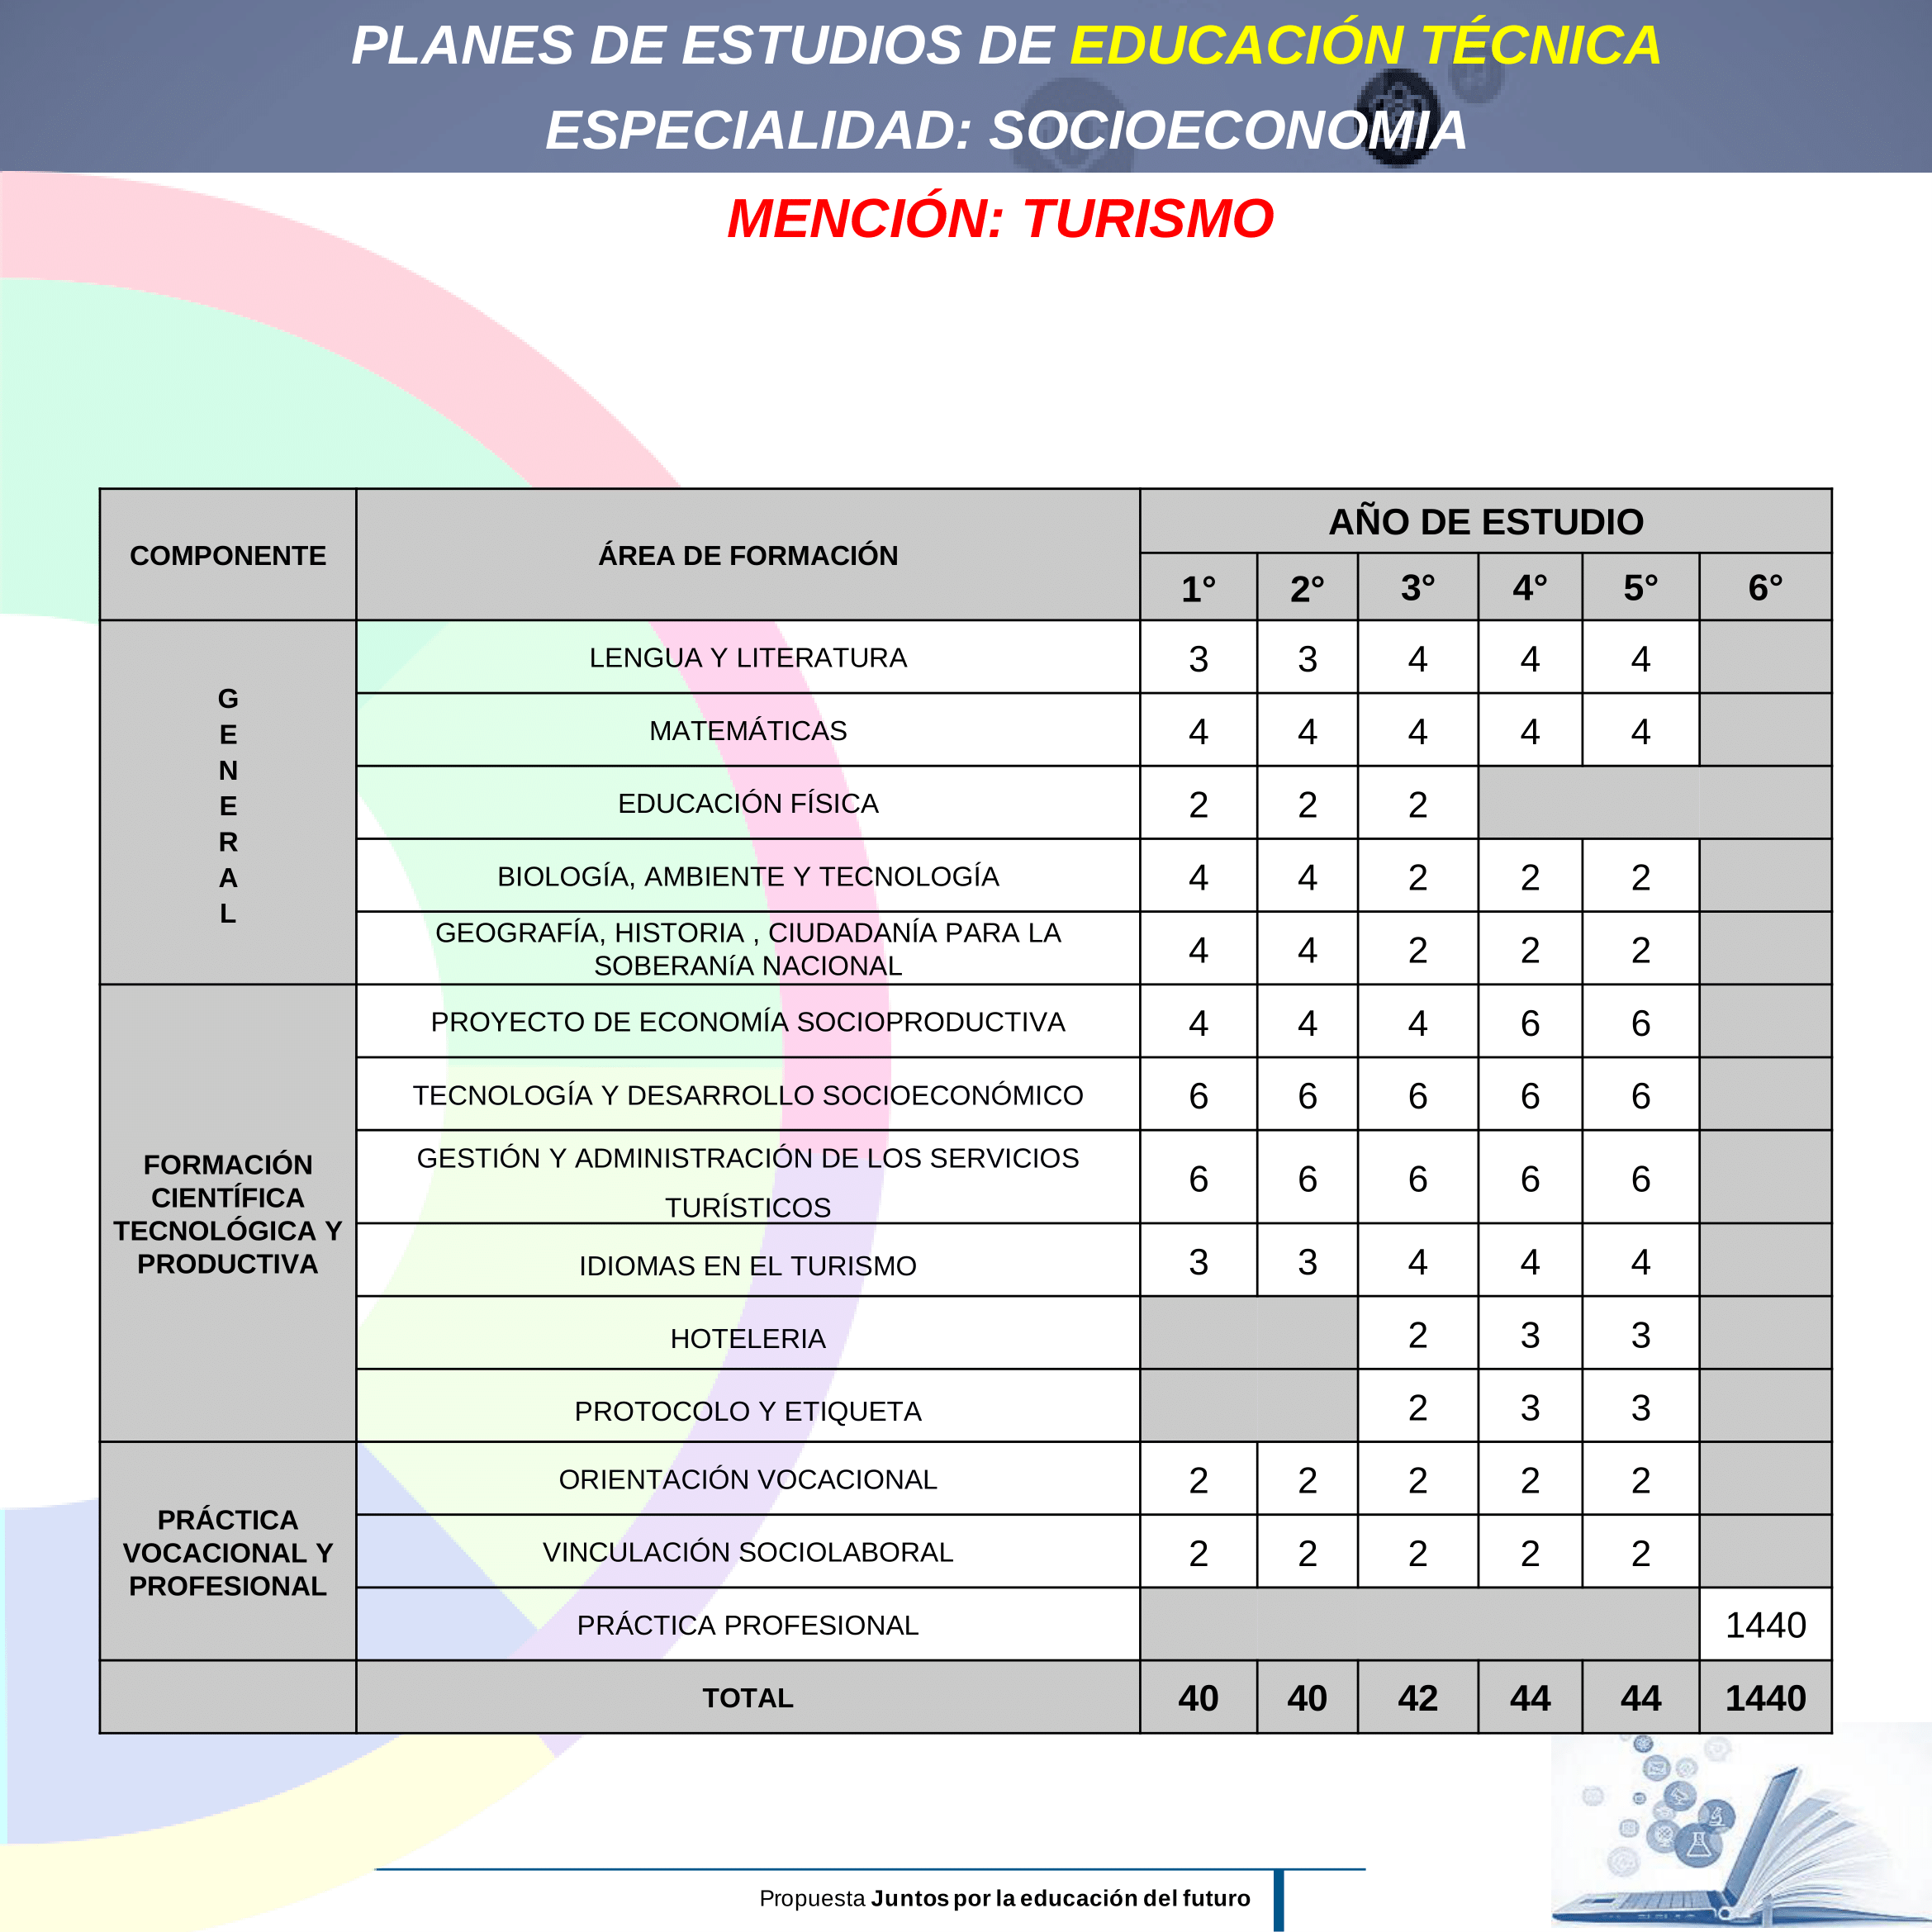 PLANES DE ESTUDIOS DE EDUCACIÓN TÉCNICA
ESPECIALIDAD: SOCIOECONOMIA
MENCIÓN: TURISMO
COMPONENTE ÁREA DE FORMACIÓN AÑO DE ESTUDIO
1° 2° 3° 4° 5° 6°
G
E
N
E
R
A
L
LENGUA Y LITERATURA 3 3 4 4 4
MATEMÁTICAS 4 4 4 4 4
EDUCACIÓN FÍSICA 2 2 2
BIOLOGÍA, AMBIENTE Y TECNOLOGÍA 4 4 2 2 2
GEOGRAFÍA, HISTORIA , CIUDADANÍA PARA LA
SOBERANíA NACIONAL 4 4 2 2 2
FORMACIÓN
CIENTÍFICA
TECNOLÓGICA Y
PRODUCTIVA
PROYECTO DE ECONOMÍA SOCIOPRODUCTIVA 4 4 4 6 6
TECNOLOGÍA Y DESARROLLO SOCIOECONÓMICO 6 6 6 6 6
GESTIÓN Y ADMINISTRACIÓN DE LOS SERVICIOS
TURÍSTICOS 6 6 6 6 6
IDIOMAS EN EL TURISMO 3 3 4 4 4
HOTELERIA 2 3 3
PROTOCOLO Y ETIQUETA 2 3 3
PRÁCTICA
VOCACIONAL Y
PROFESIONAL
ORIENTACIÓN VOCACIONAL 2 2 2 2 2
VINCULACIÓN SOCIOLABORAL 2 2 2 2 2
PRÁCTICA PROFESIONAL 1440
TOTAL 40 40 42 44 44 1440
Propuesta Juntos por la educación del futuro